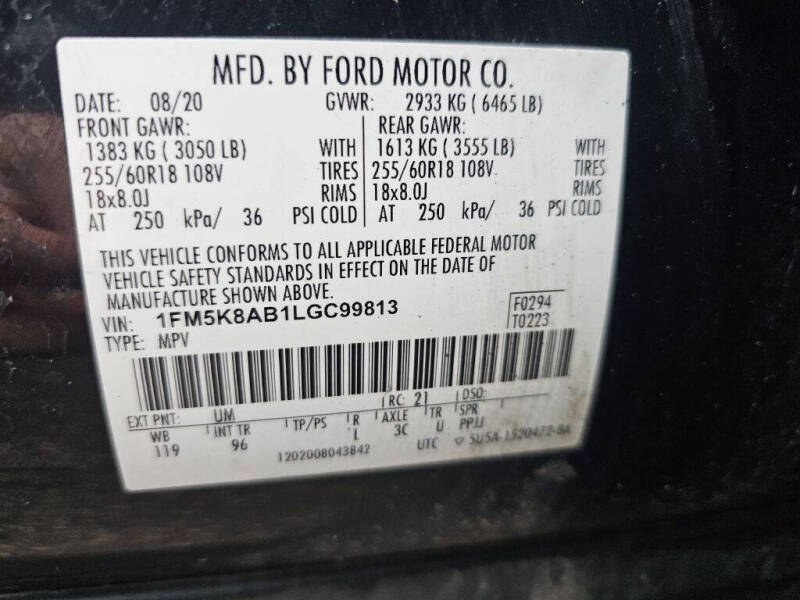 MFD. BY FORD MOTOR CO.
DATE: 08/20 GVWR: 2933 KG ( 6465 LB)
FRONT GAWR: REAR GAWR:
1383 KG ( 3050 LB) WITH 1613 KG ( 3555 LB) WITH
255/60R18 108V TIRES 255/60R18 108V TIRES
18x8.0J RIMS 18x8.0J RIMS
AT 250 kPa/ 36 PSI COLD AT 250 kPa/ 36 PSI COLD
THIS VEHICLE CONFORMS TO ALL APPLICABLE FEDERAL MOTOR
VEHICLE SAFETY STANDARDS IN EFFECT ON THE DATE OF
MANUFACTURE SHOWN ABOVE.
VIN: 1FM5K8AB1LGC99813 F0294
TYPE: MPV T0223
RC: 21 DSO:
EXT PNT: UM
WB INT TR TP/PS R AXLE TR SPR
119 96 L 3C U PPJJ
1202008043842 UTC ▽ 5U5A-1520472-BA